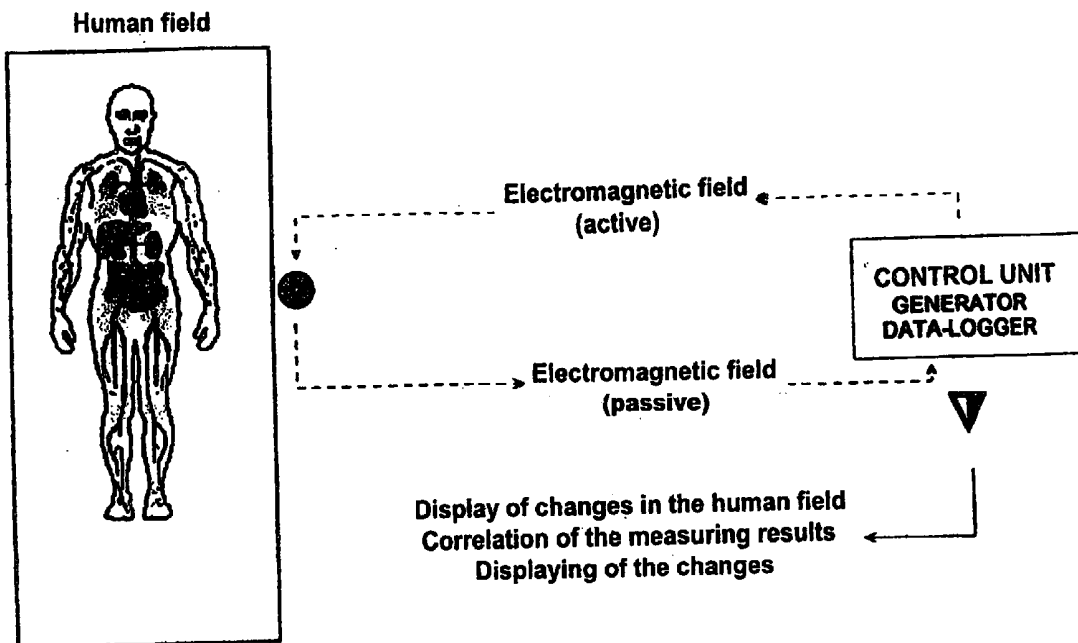 Human field
Electromagnetic field
(active)
CONTROL UNIT
GENERATOR
DATA-LOGGER
Electromagnetic field
(passive)
Display of changes in the human field
Correlation of the measuring results
Displaying of the changes